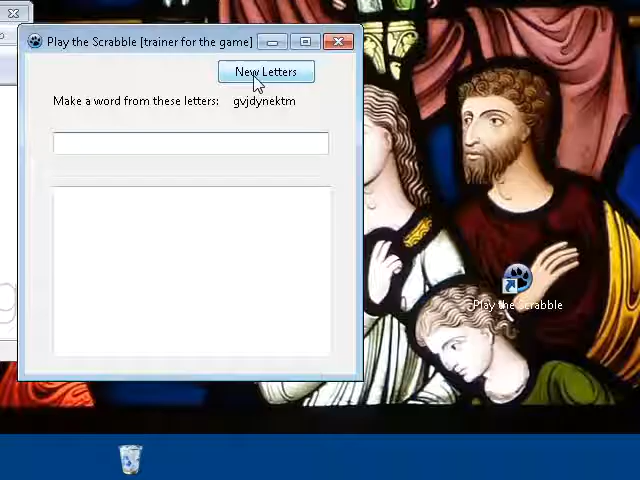 Play the Scrabble [trainer for the game]
New Letters
Make a word from these letters: gvjdynektm
Play the Scrabble